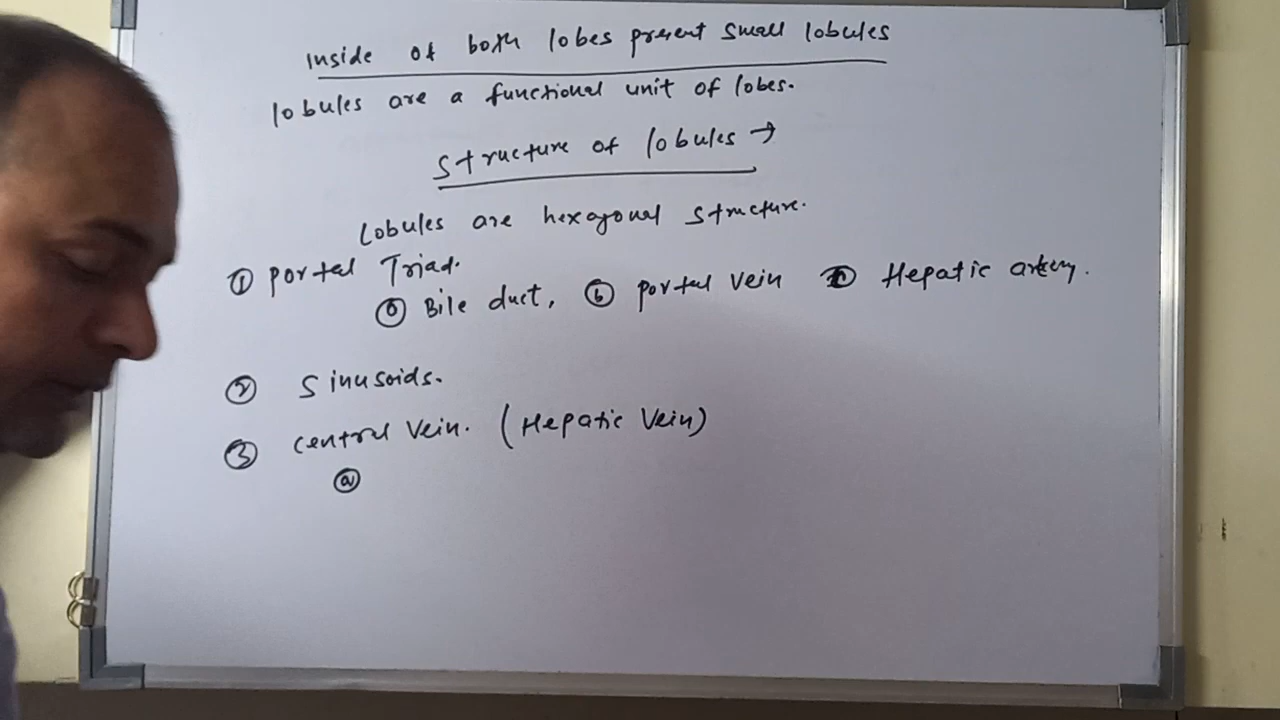 Inside of both lobes present small lobules
lobules are a functional unit of lobes.
Structure of lobules →
Lobules are hexagonal structure.
① portal Triad.
ⓐ Bile duct, ⓑ portal vein Hepatic artery.
② Sinusoids.
③ central vein. (Hepatic Vein)
ⓐ